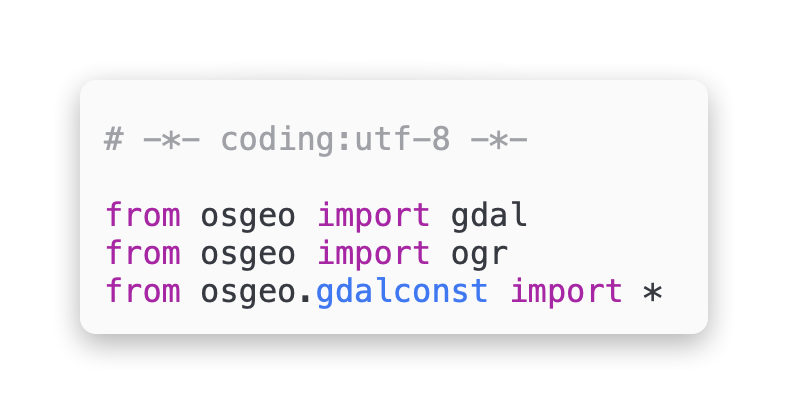 # -*- coding:utf-8 -*-
from osgeo import gdal
from osgeo import ogr
from osgeo.gdalconst import *